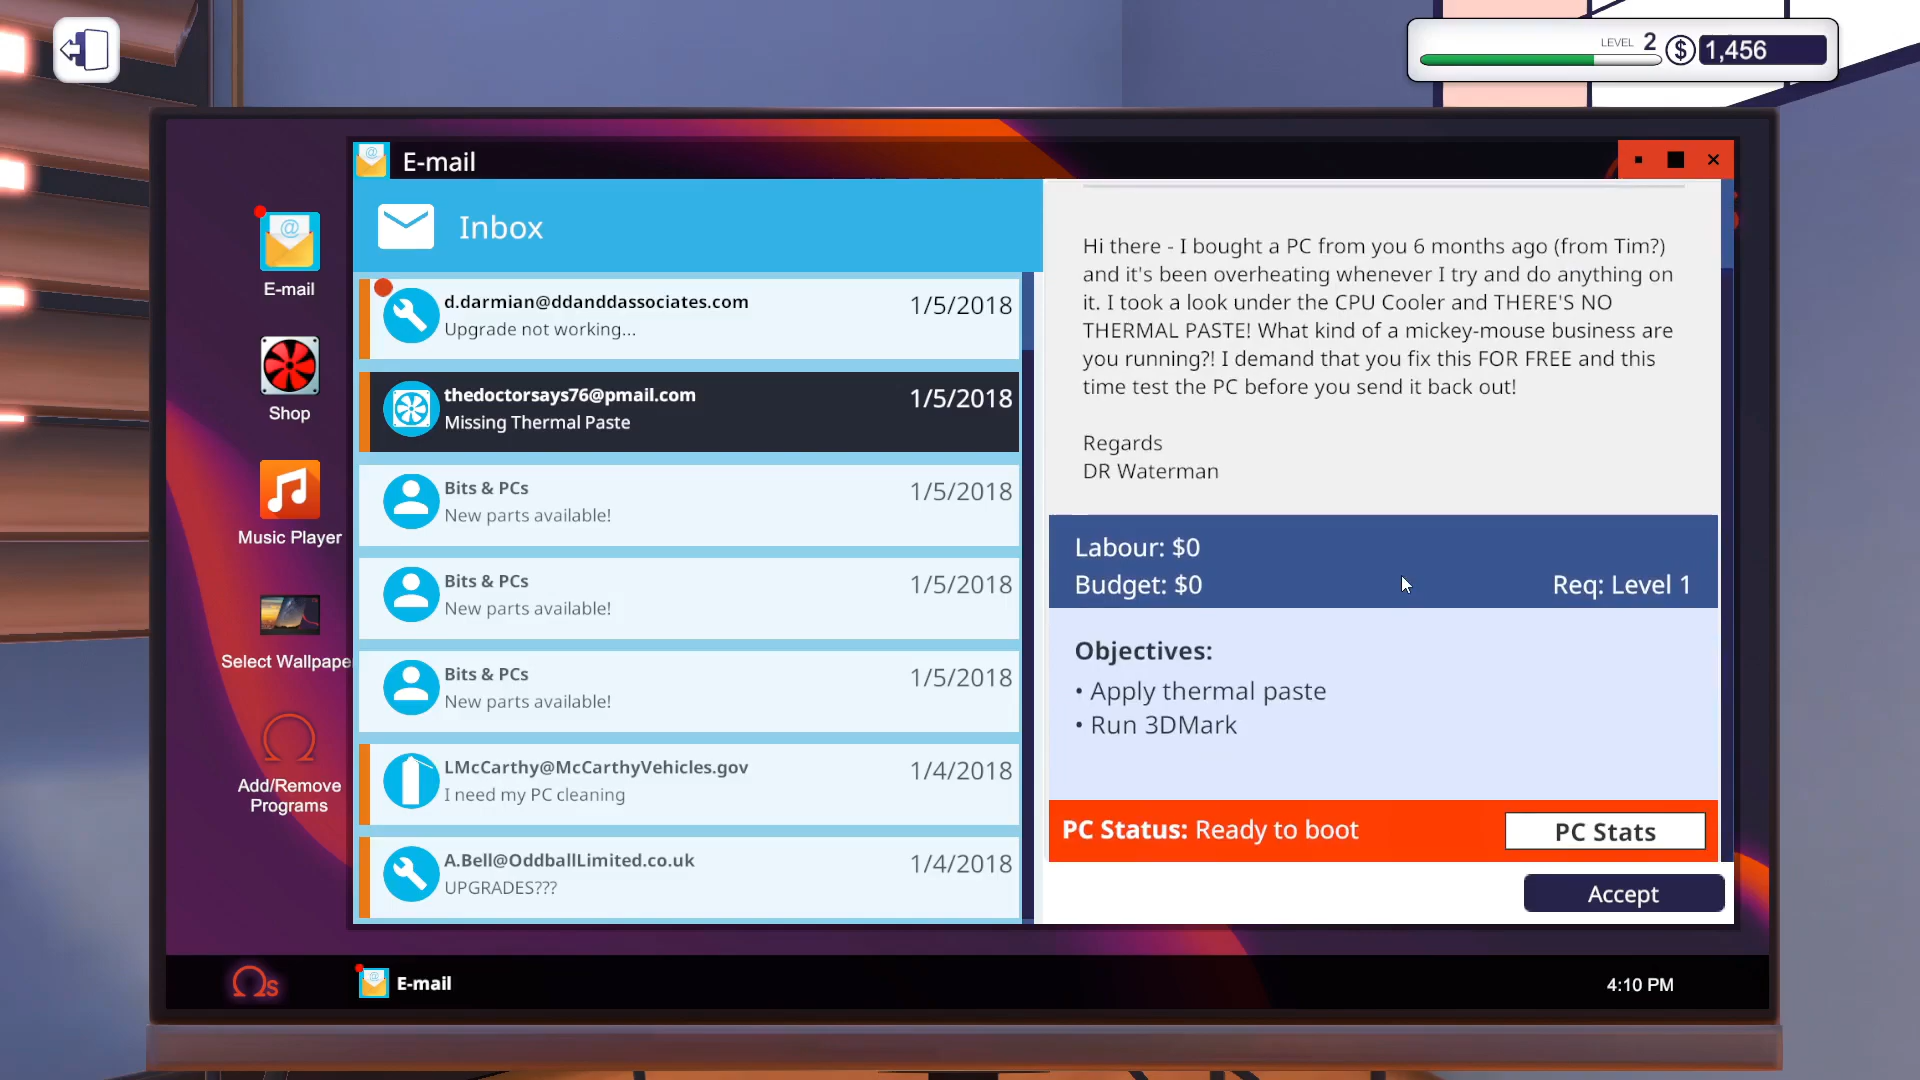 LEVEL 2 $ 1,456
E-mail
E-mail
Shop
Music Player
Select Wallpape
Add/Remove
Programs
Inbox
d.darmian@ddanddassociates.com 1/5/2018
Upgrade not working...
thedoctorsays76@pmail.com 1/5/2018
Missing Thermal Paste
Bits & PCs 1/5/2018
New parts available!
Bits & PCs 1/5/2018
New parts available!
Bits & PCs 1/5/2018
New parts available!
LMcCarthy@McCarthyVehicles.gov 1/4/2018
I need my PC cleaning
A.Bell@OddballLimited.co.uk 1/4/2018
UPGRADES???
Hi there - I bought a PC from you 6 months ago (from Tim?)
and it's been overheating whenever I try and do anything on
it. I took a look under the CPU Cooler and THERE'S NO
THERMAL PASTE! What kind of a mickey-mouse business are
you running?! I demand that you fix this FOR FREE and this
time test the PC before you send it back out!
Regards
DR Waterman
Labour: $0
Budget: $0 Req: Level 1
Objectives:
• Apply thermal paste
• Run 3DMark
PC Status: Ready to boot PC Stats
Accept
Ωs E-mail 4:10 PM